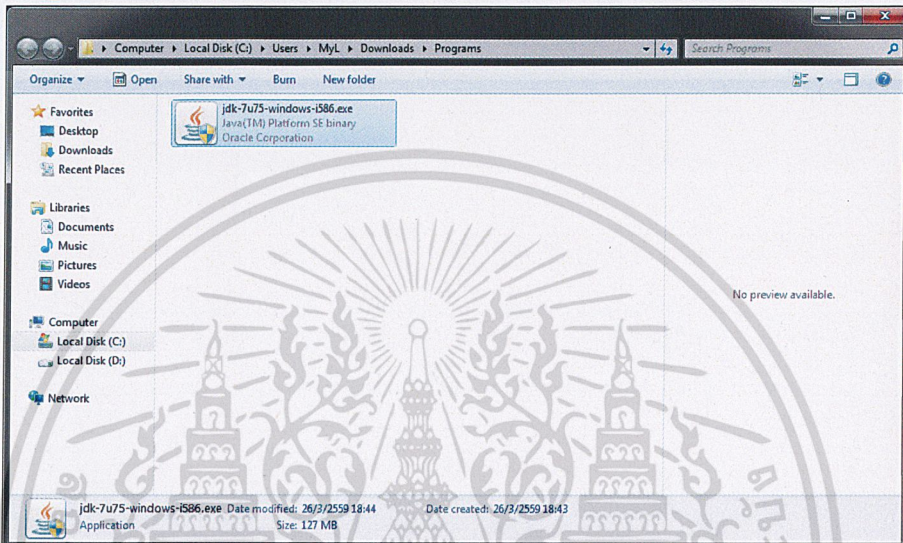 Computer ▸ Local Disk (C:) ▸ Users ▸ MyL ▸ Downloads ▸ Programs
Search Programs
Organize ▾ Open Share with ▾ Burn New folder
Favorites
Desktop
Downloads
Recent Places
Libraries
Documents
Music
Pictures
Videos
Computer
Local Disk (C:)
Local Disk (D:)
Network
jdk-7u75-windows-i586.exe
Java(TM) Platform SE binary
Oracle Corporation
No preview available.
jdk-7u75-windows-i586.exe Date modified: 26/3/2559 18:44 Date created: 26/3/2559 18:43
Application Size: 127 MB